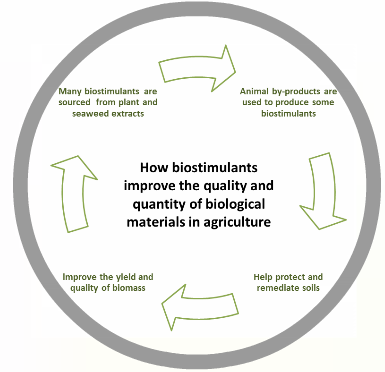 Many biostimulants are
sourced from plant and
seaweed extracts
Animal by-products are
used to produce some
biostimulants
How biostimulants
improve the quality and
quantity of biological
materials in agriculture
Improve the yield and
quality of biomass
Help protect and
remediate soils